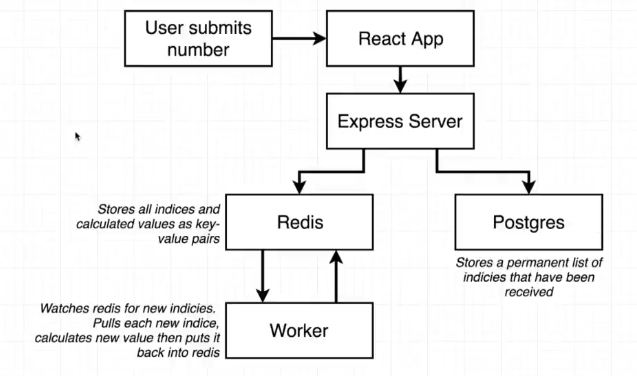 User submits
number
React App
Express Server
Stores all indices and
calculated values as key-
value pairs
Redis
Postgres
Stores a permanent list of
indicies that have been
received
Watches redis for new indicies.
Pulls each new indice,
calculates new value then puts it
back into redis
Worker